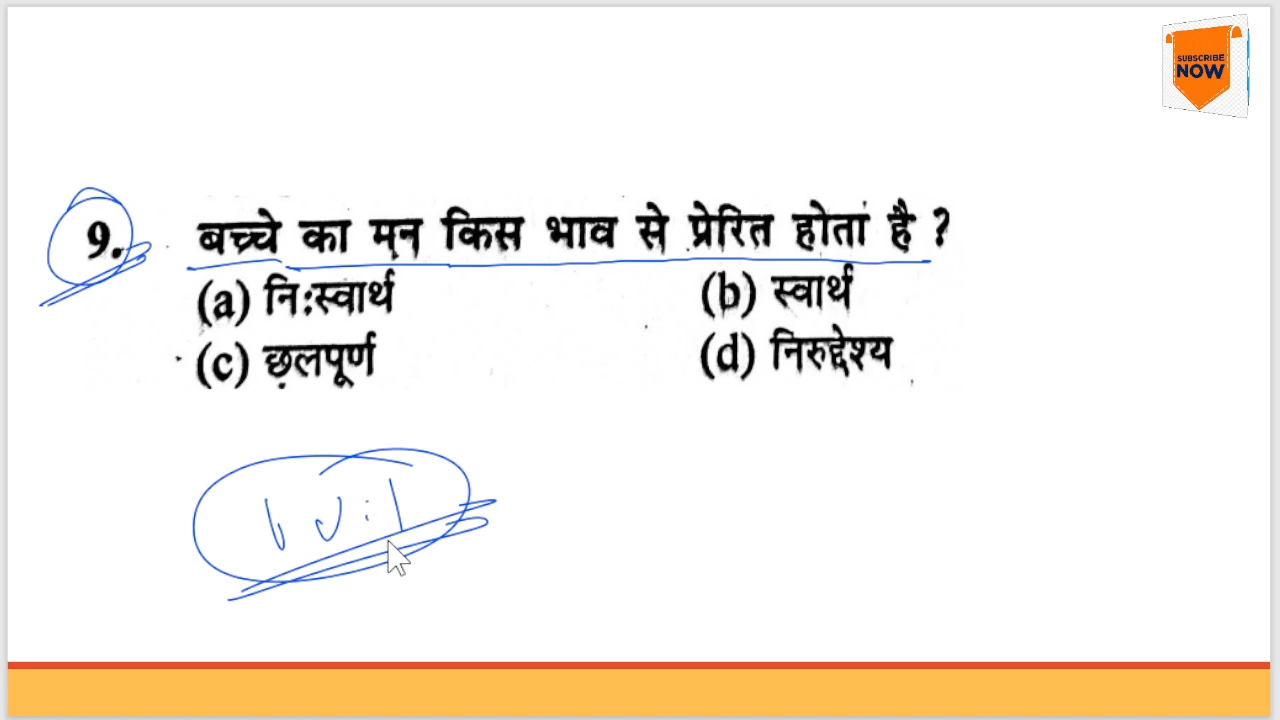 SUBSCRIBE
NOW
9. बच्चे का मन किस भाव से प्रेरित होता है ?
(a) नि:स्वार्थ (b) स्वार्थ
(c) छलपूर्ण (d) निरुद्देश्य